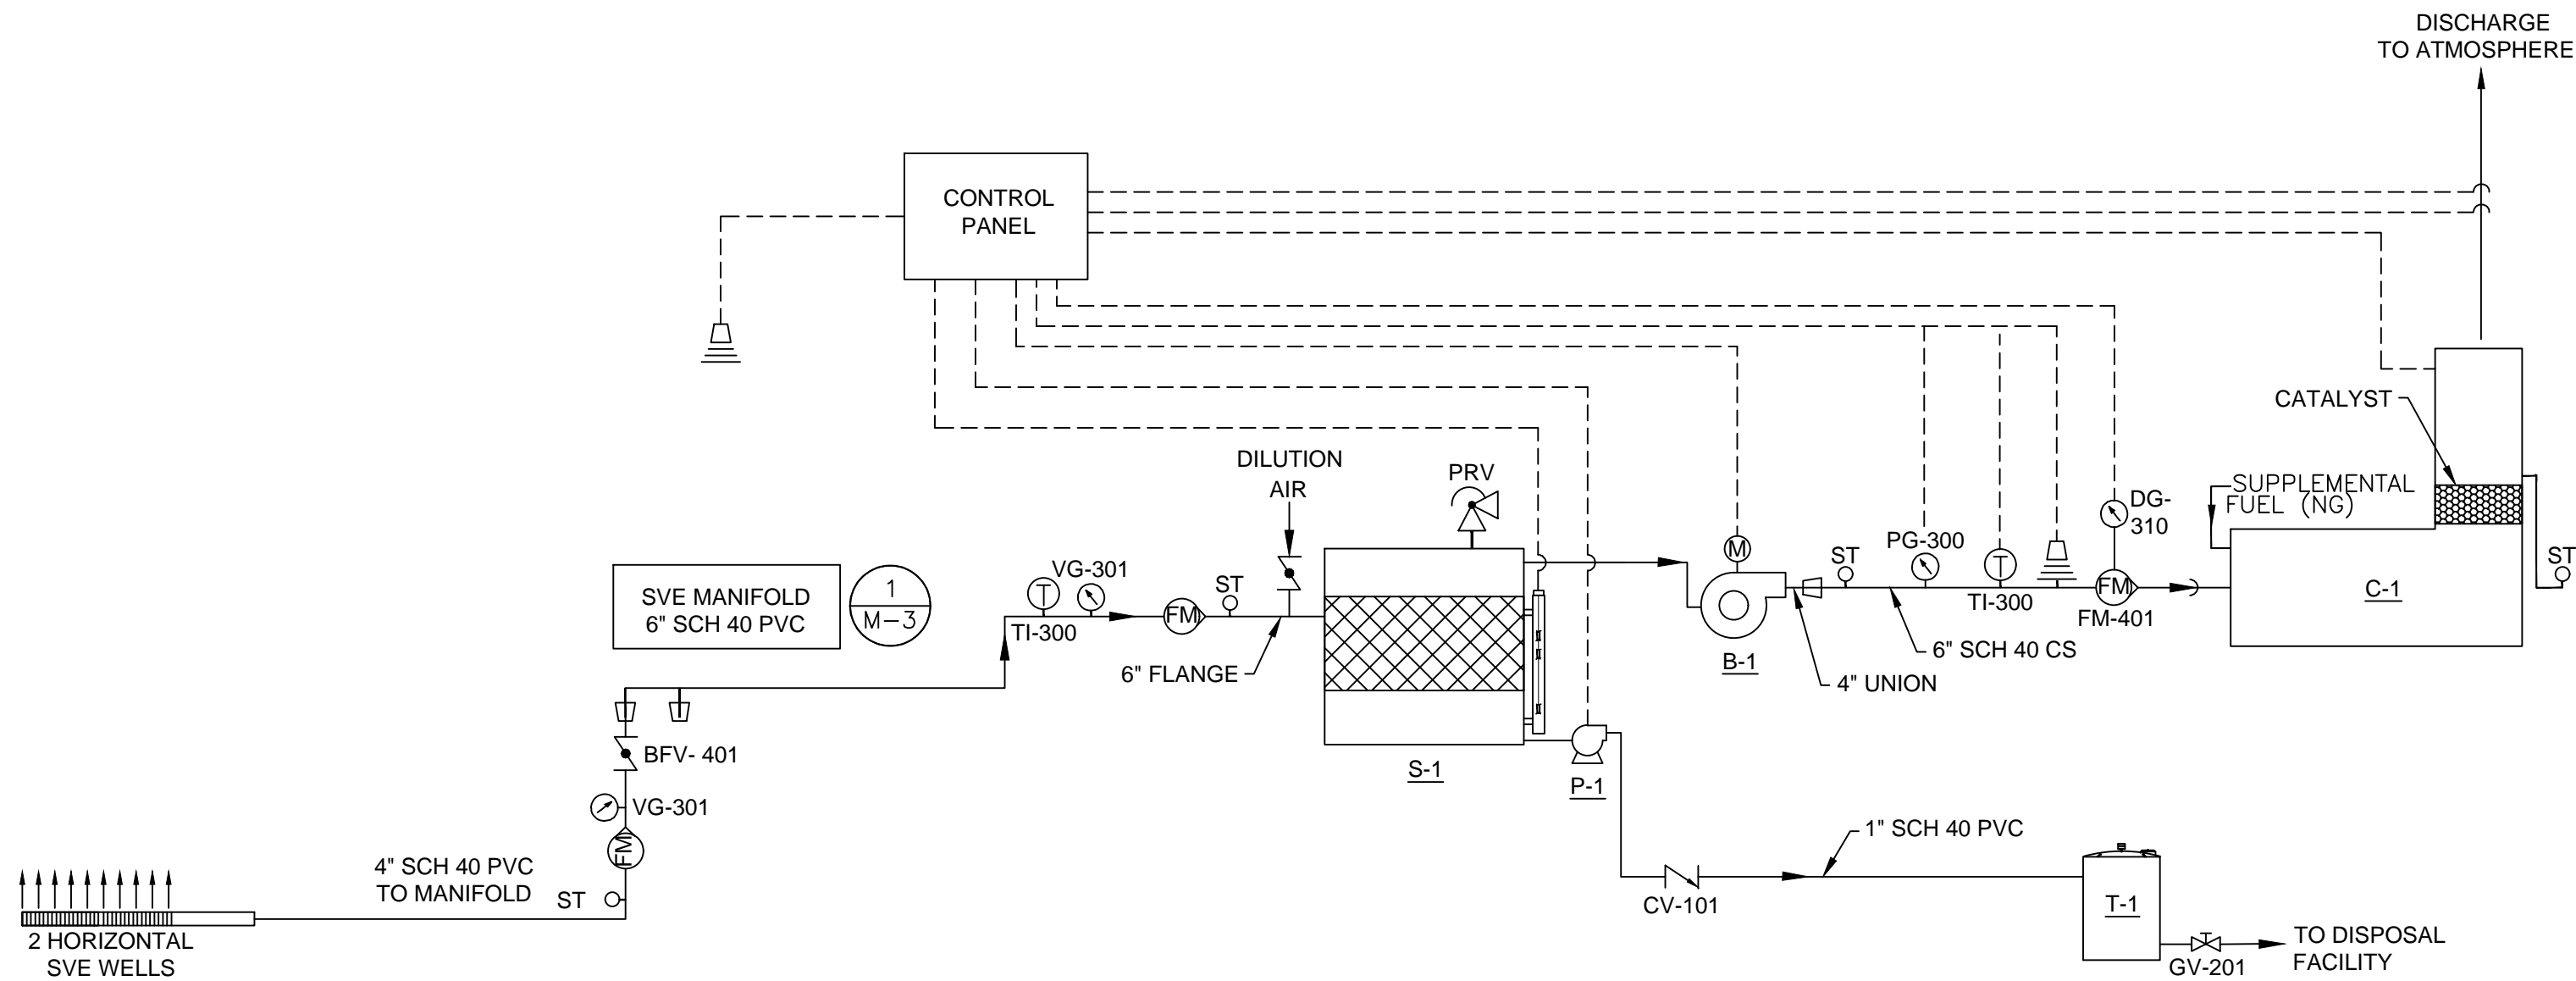 DISCHARGE
TO ATMOSPHERE
CONTROL
PANEL
CATALYST
DILUTION
AIR
PRV
SUPPLEMENTAL
FUEL (NG)
DG-
310
M
ST
PG-300
T
TI-300
FM
FM-401
C-1
ST
SVE MANIFOLD
6" SCH 40 PVC
1
M-3
T
TI-300
VG-301
FM
ST
6" FLANGE
B-1
6" SCH 40 CS
4" UNION
BFV- 401
S-1
P-1
VG-301
FM
4" SCH 40 PVC
TO MANIFOLD
ST
1" SCH 40 PVC
CV-101
T-1
2 HORIZONTAL
SVE WELLS
GV-201
TO DISPOSAL
FACILITY